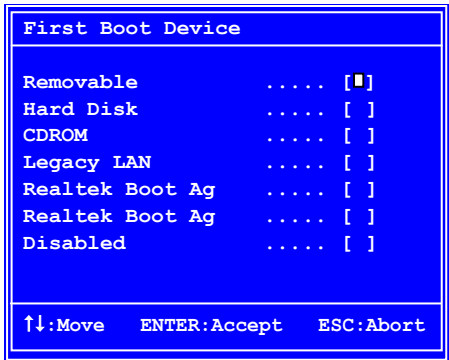 First Boot Device
Removable ..... [■]
Hard Disk ..... [ ]
CDROM ..... [ ]
Legacy LAN ..... [ ]
Realtek Boot Ag ..... [ ]
Realtek Boot Ag ..... [ ]
Disabled ..... [ ]
↑↓:Move ENTER:Accept ESC:Abort